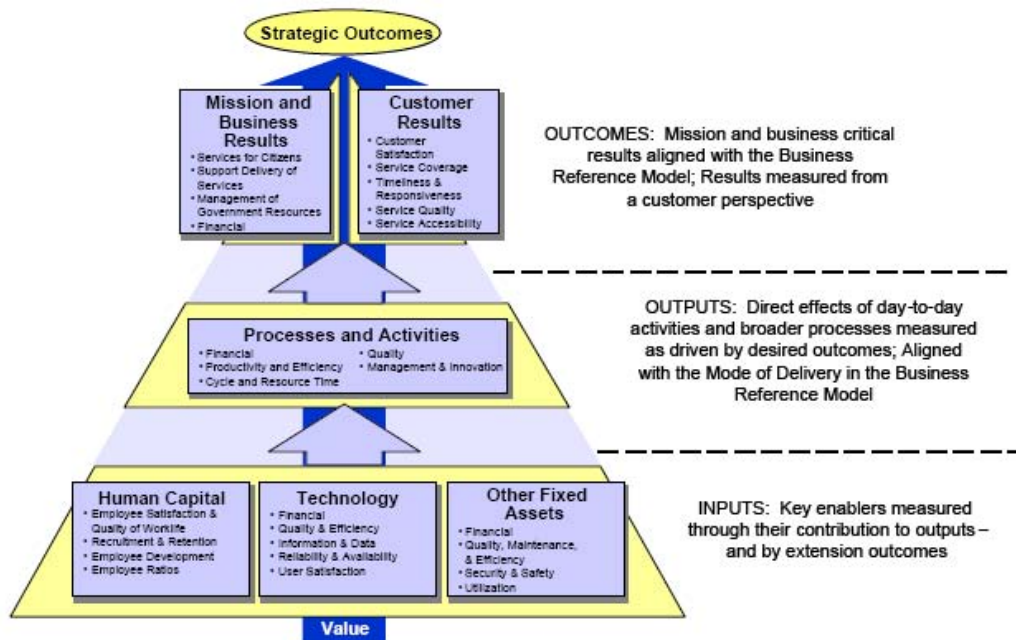 Strategic Outcomes
Mission and
Business
Results
• Services for Citizens
• Support Delivery of
Services
• Management of
Government Resources
• Financial
Customer
Results
• Customer
Satisfaction
• Service Coverage
• Timeliness &
Responsiveness
• Service Quality
• Service Accessibility
OUTCOMES: Mission and business critical
results aligned with the Business
Reference Model; Results measured from
a customer perspective
Processes and Activities
• Financial
• Productivity and Efficiency
• Cycle and Resource Time
• Quality
• Management & Innovation
OUTPUTS: Direct effects of day-to-day
activities and broader processes measured
as driven by desired outcomes; Aligned
with the Mode of Delivery in the Business
Reference Model
Human Capital
• Employee Satisfaction &
Quality of Worklife
• Recruitment & Retention
• Employee Development
• Employee Ratios
Technology
• Financial
• Quality & Efficiency
• Information & Data
• Reliability & Availability
• User Satisfaction
Other Fixed
Assets
• Financial
• Quality, Maintenance,
& Efficiency
• Security & Safety
• Utilization
INPUTS: Key enablers measured
through their contribution to outputs –
and by extension outcomes
Value